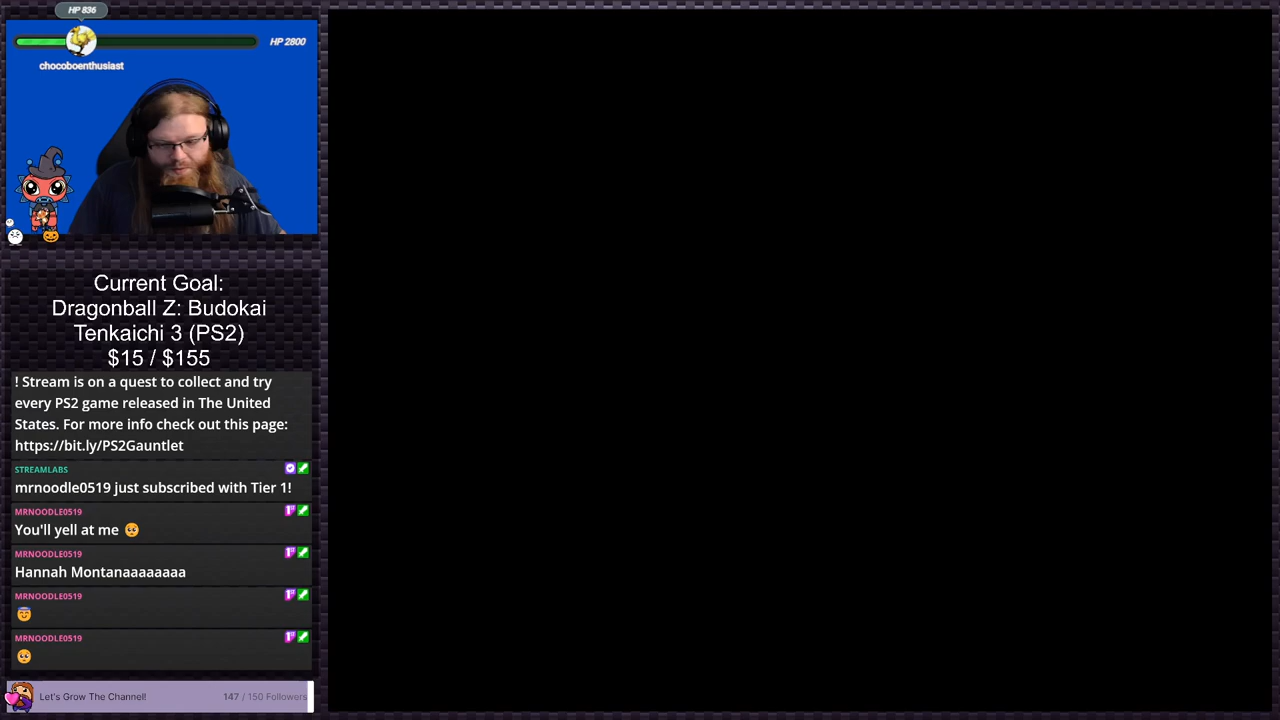 HP 836
HP 2800
chocoboenthusiast
Current Goal:
Dragonball Z: Budokai
Tenkaichi 3 (PS2)
$15 / $155
! Stream is on a quest to collect and try
every PS2 game released in The United
States. For more info check out this page:
https://bit.ly/PS2Gauntlet
STREAMLABS
mrnoodle0519 just subscribed with Tier 1!
MRNOODLE0519
You'll yell at me 🥺
MRNOODLE0519
Hannah Montanaaaaaaaa
MRNOODLE0519
😇
MRNOODLE0519
🥺
Let's Grow The Channel!
147 / 150 Followers